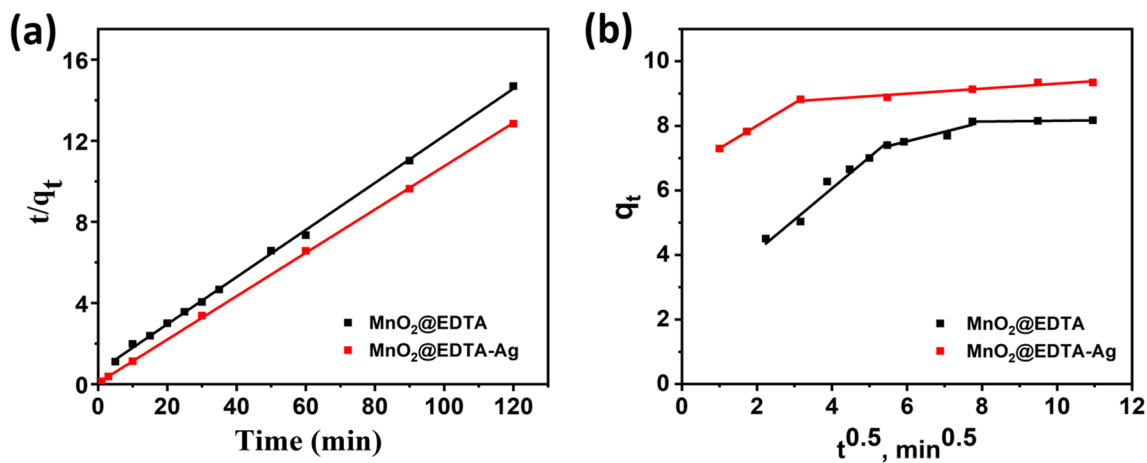 (a)
16
12
8
4
0
t/qt
0 20 40 60 80 100 120
Time (min)
MnO₂@EDTA
MnO₂@EDTA-Ag
(b)
10
8
6
4
2
0
qt
0 2 4 6 8 10 12
t⁰·⁵, min⁰·⁵
MnO₂@EDTA
MnO₂@EDTA-Ag